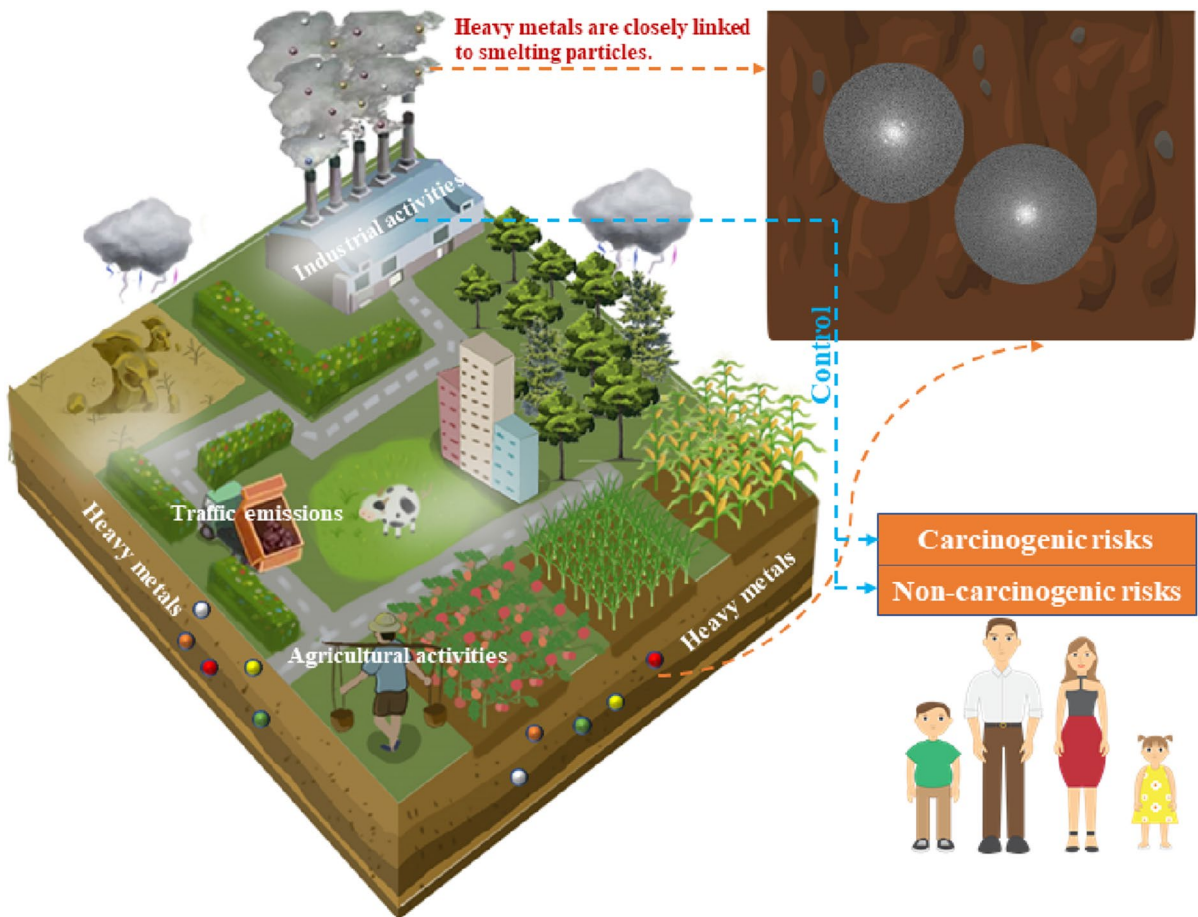 Heavy metals are closely linked
to smelting particles.
Industrial activities
Control
Traffic emissions
Heavy metals
Carcinogenic risks
Non-carcinogenic risks
Heavy metals
Agricultural activities